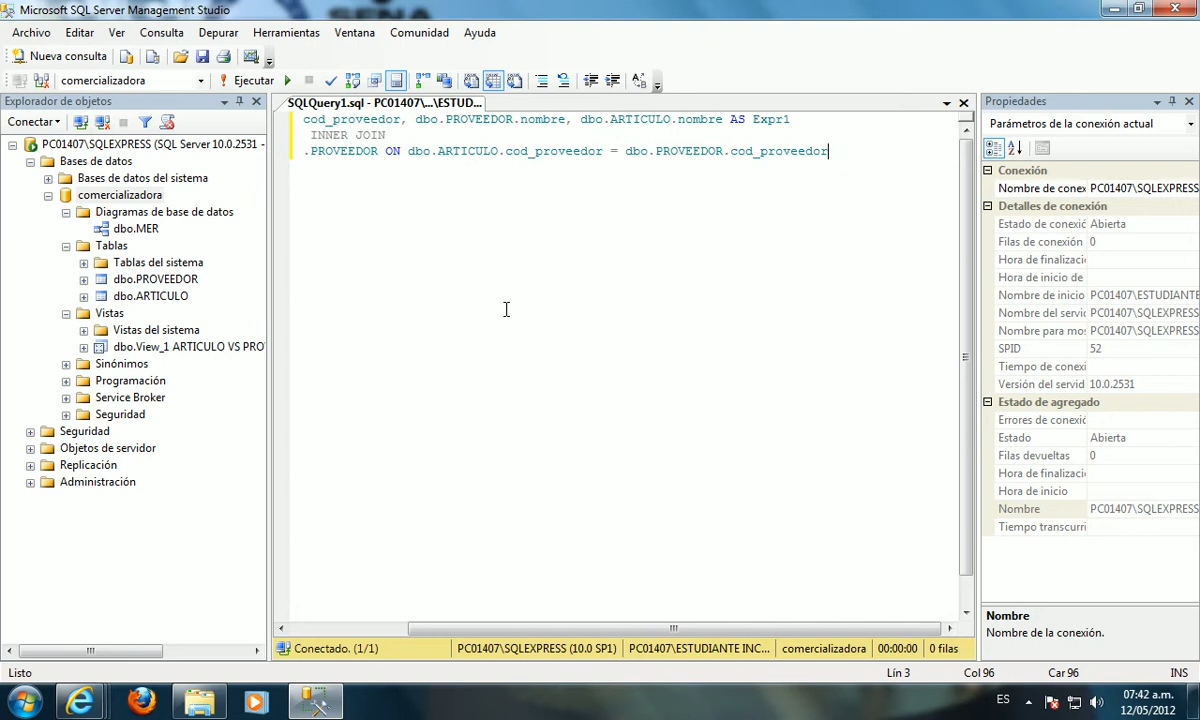 Microsoft SQL Server Management Studio
Archivo Editar Ver Consulta Depurar Herramientas Ventana Comunidad Ayuda
Nueva consulta
comercializadora Ejecutar
Explorador de objetos
SQLQuery1.sql - PC01407\...\ESTUD...
Propiedades
Conectar
cod_proveedor, dbo.PROVEEDOR.nombre, dbo.ARTICULO.nombre AS Expr1
INNER JOIN
.PROVEEDOR ON dbo.ARTICULO.cod_proveedor = dbo.PROVEEDOR.cod_proveedor
PC01407\SQLEXPRESS (SQL Server 10.0.2531 -
Bases de datos
Bases de datos del sistema
comercializadora
Diagramas de base de datos
dbo.MER
Tablas
Tablas del sistema
dbo.PROVEEDOR
dbo.ARTICULO
Vistas
Vistas del sistema
dbo.View_1 ARTICULO VS PRO
Sinónimos
Programación
Service Broker
Seguridad
Seguridad
Objetos de servidor
Replicación
Administración
Parámetros de la conexión actual
Conexión
Nombre de conex PC01407\SQLEXPRESS
Detalles de conexión
Estado de conexió Abierta
Filas de conexión 0
Hora de finalizació
Hora de inicio de
Nombre de inicio PC01407\ESTUDIANTE
Nombre del servid PC01407\SQLEXPRESS
Nombre para mos PC01407\SQLEXPRESS
SPID 52
Tiempo de conexi
Versión del servid 10.0.2531
Estado de agregado
Errores de conexió
Estado Abierta
Filas devueltas 0
Hora de finalizació
Hora de inicio
Nombre PC01407\SQLEXPRESS
Tiempo transcurri
Nombre
Nombre de la conexión.
Conectado. (1/1) PC01407\SQLEXPRESS (10.0 SP1) PC01407\ESTUDIANTE INC... comercializadora 00:00:00 0 filas
Listo Lín 3 Col 96 Car 96
ES 07:42 a.m.
12/05/2012